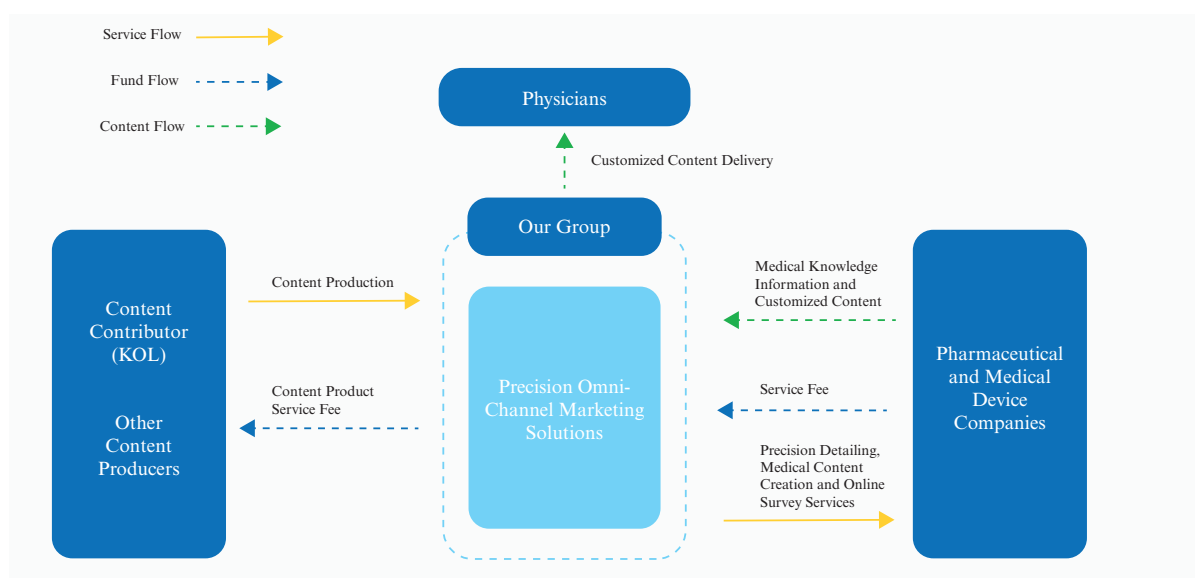 Service Flow
Fund Flow
Content Flow
Physicians
Customized Content Delivery
Our Group
Content
Contributor
(KOL)
Other
Content
Producers
Content Production
Content Product
Service Fee
Precision Omni-
Channel Marketing
Solutions
Medical Knowledge
Information and
Customized Content
Service Fee
Precision Detailing,
Medical Content
Creation and Online
Survey Services
Pharmaceutical
and Medical
Device
Companies